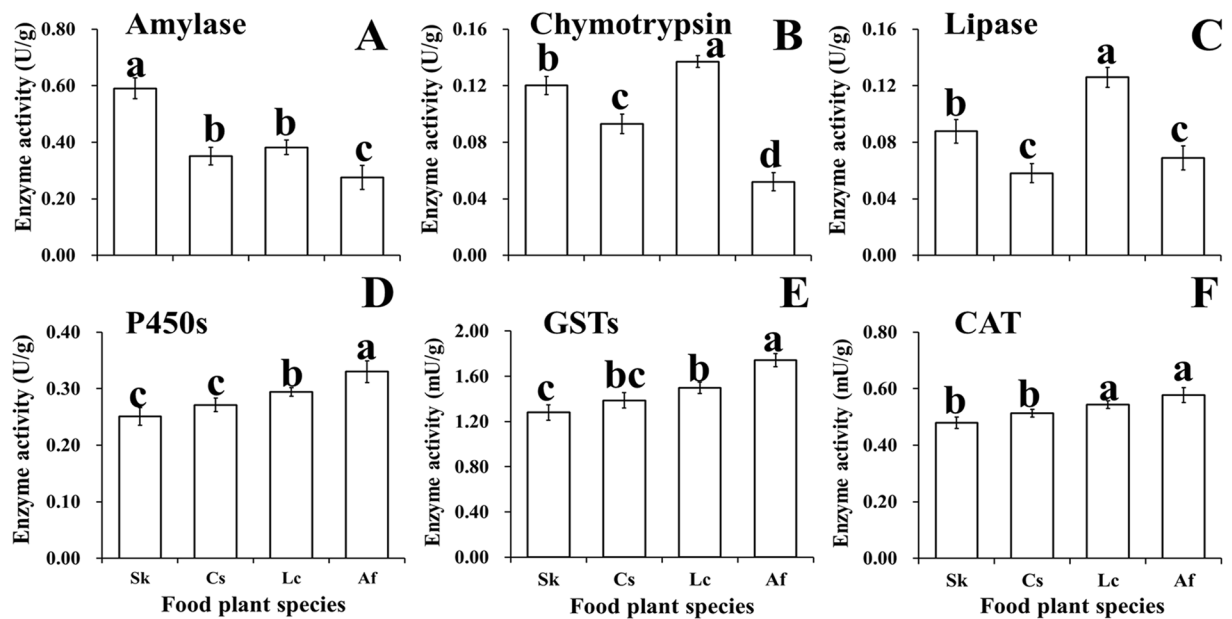 Amylase
A
Enzyme activity (U/g)
0.80
0.60
0.40
0.20
0.00
a
b
b
c
Chymotrypsin
B
Enzyme activity (U/g)
0.16
0.12
0.08
0.04
0.00
b
c
a
d
Lipase
C
Enzyme activity (U/g)
0.16
0.12
0.08
0.04
0.00
b
c
a
c
P450s
D
Enzyme activity (U/g)
0.40
0.30
0.20
0.10
0.00
c
c
b
a
Sk Cs Lc Af
Food plant species
GSTs
E
Enzyme activity (mU/g)
2.00
1.60
1.20
0.80
0.40
0.00
c
bc
b
a
Sk Cs Lc Af
Food plant species
CAT
F
Enzyme activity (mU/g)
0.80
0.60
0.40
0.20
0.00
b
b
a
a
Sk Cs Lc Af
Food plant species